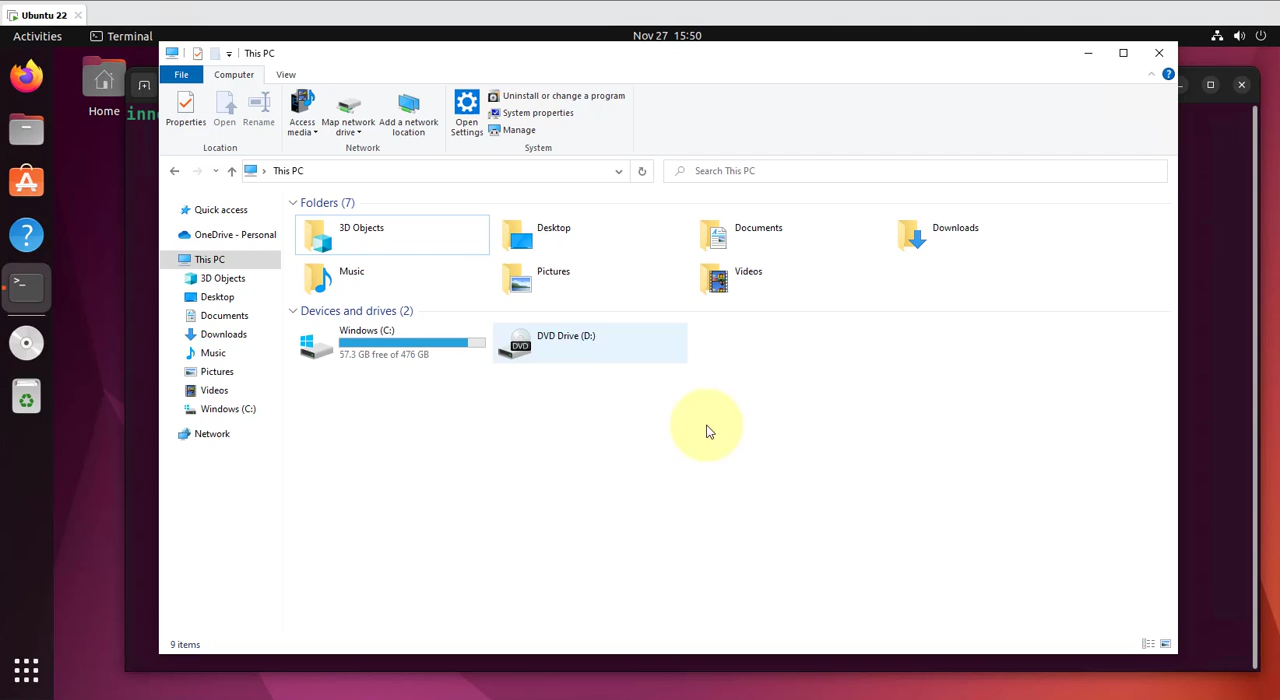 Ubuntu 22
Activities
Terminal
Nov 27 15:50
This PC
File
Computer
View
Home
inn
Properties
Open
Rename
Access media
Map network drive
Add a network location
Open Settings
Uninstall or change a program
System properties
Manage
Location
Network
System
This PC
Search This PC
Quick access
OneDrive - Personal
This PC
3D Objects
Desktop
Documents
Downloads
Music
Pictures
Videos
Windows (C:)
Network
Folders (7)
3D Objects
Desktop
Documents
Downloads
Music
Pictures
Videos
Devices and drives (2)
Windows (C:)
57.3 GB free of 476 GB
DVD Drive (D:)
DVD
9 items